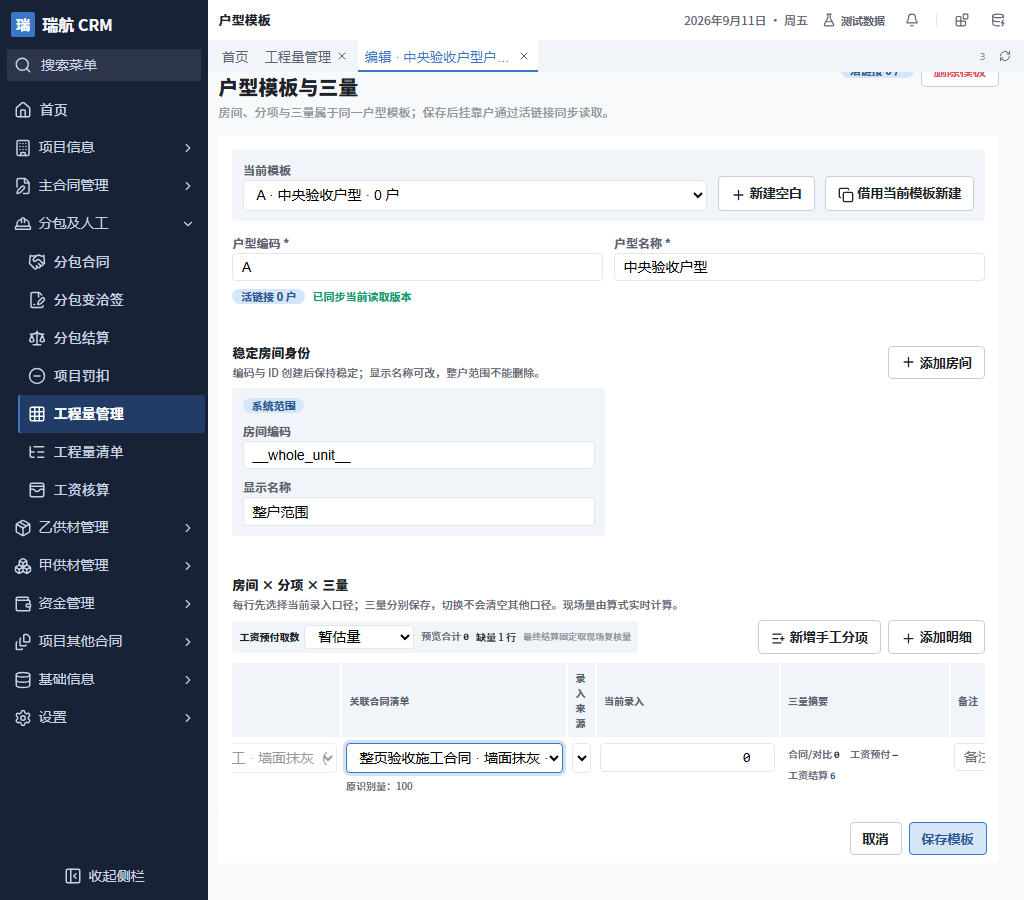 瑞 瑞航 CRM
搜索菜单
首页
项目信息
主合同管理
分包及人工
分包合同
分包变洽签
分包结算
项目罚扣
工程量管理
工程量清单
工资核算
乙供材管理
甲供材管理
资金管理
项目其他合同
基础信息
设置
收起侧栏
户型模板
2026年9月11日 · 周五 测试数据
首页 工程量管理 × 编辑 · 中央验收户型户… × 3
户型模板与三量
活链接 0 户 删除模板
房间、分项与三量属于同一户型模板；保存后挂靠户通过活链接同步读取。
当前模板
A · 中央验收户型 · 0 户
新建空白
借用当前模板新建
户型编码 * 户型名称 *
A 中央验收户型
活链接 0 户 已同步当前读取版本
稳定房间身份
编码与 ID 创建后保持稳定；显示名称可改，整户范围不能删除。
添加房间
系统范围
房间编码
__whole_unit__
显示名称
整户范围
房间 × 分项 × 三量
每行先选择当前录入口径；三量分别保存，切换不会清空其他口径。现场量由算式实时计算。
工资预付取数 暂估量 预览合计 0 缺量 1 行 最终结算固定取现场复核量
新增手工分项 添加明细
关联合同清单 录入来源 当前录入 三量摘要 备注
工 · 墙面抹灰 ( 整页验收施工合同 · 墙面抹灰 · 0 合同/对比 0 工资预付 – 备注
原识别量：100 工资结算 6
取消 保存模板